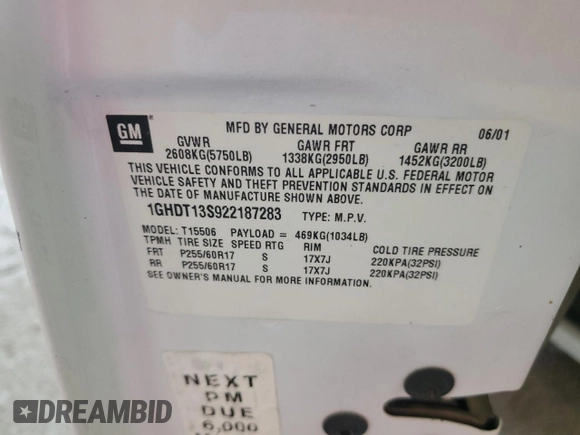 GM
MFD BY GENERAL MOTORS CORP 06/01
GVWR GAWR FRT GAWR RR
2608KG(5750LB) 1338KG(2950LB) 1452KG(3200LB)
THIS VEHICLE CONFORMS TO ALL APPLICABLE U.S. FEDERAL MOTOR
VEHICLE SAFETY AND THEFT PREVENTION STANDARDS IN EFFECT ON
THE DATE OF MANUFACTURE SHOWN ABOVE.
1GHDT13S922187283 TYPE: M.P.V.
MODEL: T15506 PAYLOAD = 469KG(1034LB)
TPMH TIRE SIZE SPEED RTG RIM COLD TIRE PRESSURE
FRT P255/60R17 S 17X7J 220KPA(32PSI)
RR P255/60R17 S 17X7J 220KPA(32PSI)
SEE OWNER'S MANUAL FOR MORE INFORMATION.
NEXT
PM
DUE
6,000
DREAMBID